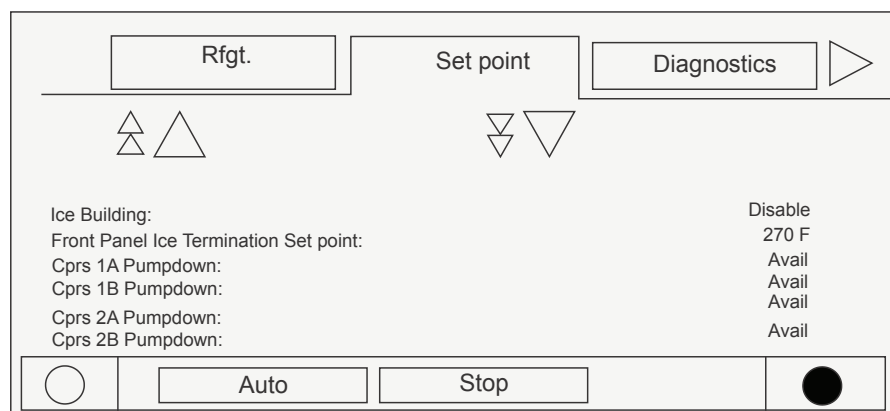 Rfgt. Set point Diagnostics
Ice Building: Disable
Front Panel Ice Termination Set point: 270 F
Cprs 1A Pumpdown: Avail
Cprs 1B Pumpdown: Avail
Avail
Cprs 2A Pumpdown:
Cprs 2B Pumpdown: Avail
Auto Stop